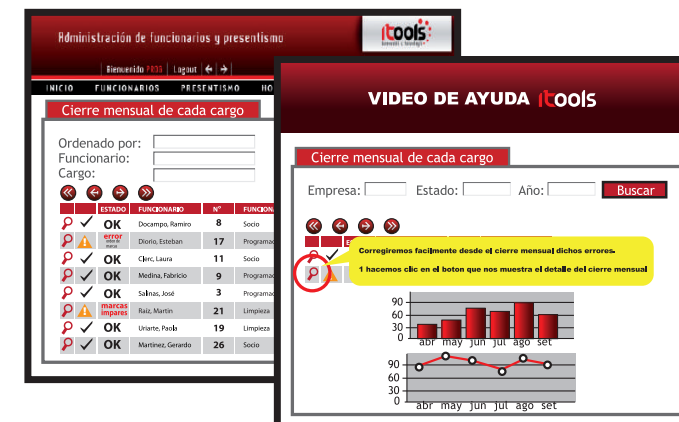 Administración de funcionarios y presentismo
itools
Bienvenido PROS Logout
INICIO FUNCIONARIOS PRESENTISMO HO
Cierre mensual de cada cargo
Ordenado por:
Funcionario:
Cargo:
ESTADO FUNCIONARIO Nº FUNCION
OK Docampo, Ramiro 8 Socio
error Diorio, Esteban 17 Programad
OK Clerc, Laura 11 Socio
OK Medina, Fabricio 9 Programad
OK Salinas, José 3 Programad
marcas impares Raiz, Martin 21 Limpieza
OK Uriarte, Paola 19 Limpieza
OK Martinez, Gerardo 26 Socio
VIDEO DE AYUDA itools
Cierre mensual de cada cargo
Empresa: Estado: Año: Buscar
Corregiremos facilmente desde el cierre mensual dichos errores.
1 hacemos clic en el boton que nos muestra el detalle del cierre mensual
90
60
30
0
abr may jun jul ago set
90
60
30
0
abr may jun jul ago set